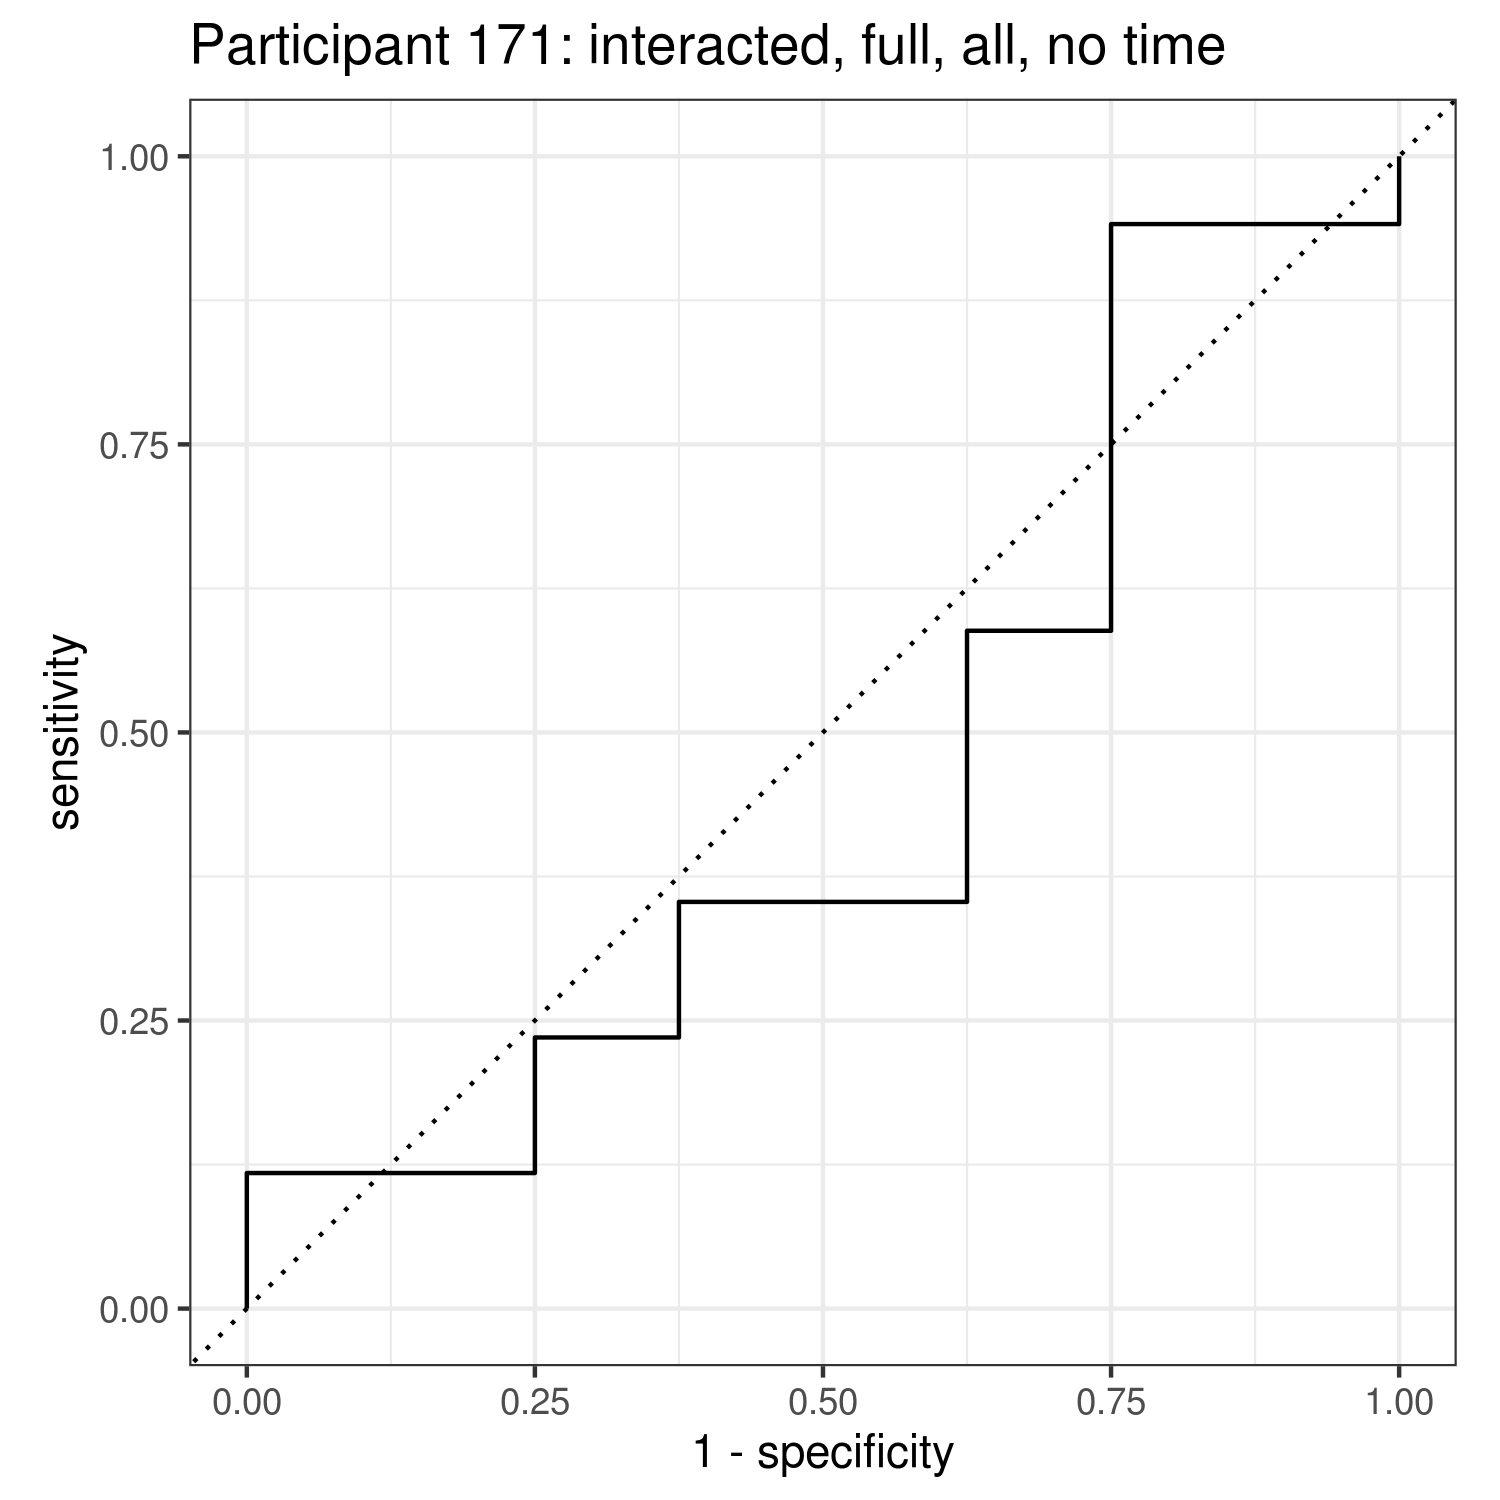 Participant 171: interacted, full, all, no time
1.00
0.75
0.50
0.25
0.00
sensitivity
0.00 0.25 0.50 0.75 1.00
1 - specificity